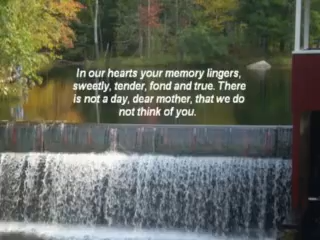 In our hearts your memory lingers,
sweetly, tender, fond and true. There
is not a day, dear mother, that we do
not think of you.